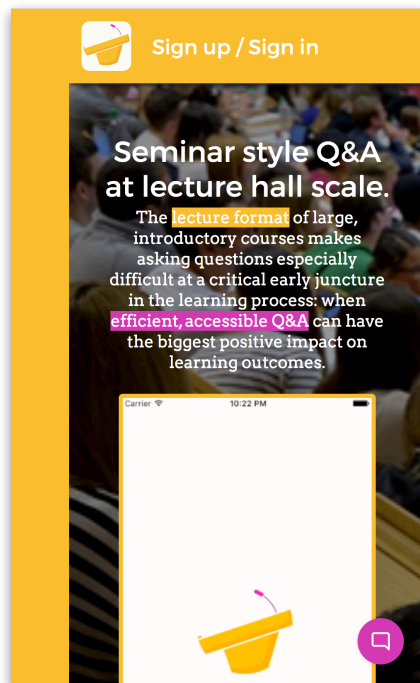 Sign up / Sign in
Seminar style Q&A
at lecture hall scale.
The lecture format of large,
introductory courses makes
asking questions especially
difficult at a critical early juncture
in the learning process: when
efficient, accessible Q&A can have
the biggest positive impact on
learning outcomes.
Carrier 10:22 PM